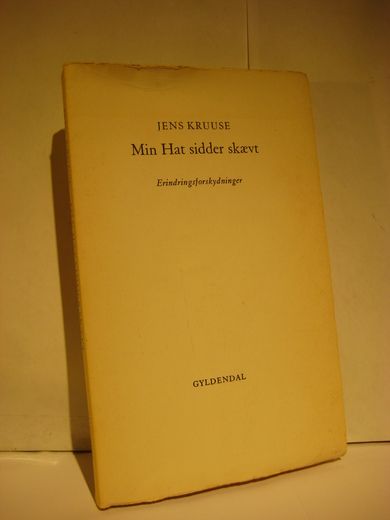 JENS KRUUSE
Min Hat sidder skævt
Erindringsforskydninger
GYLDENDAL